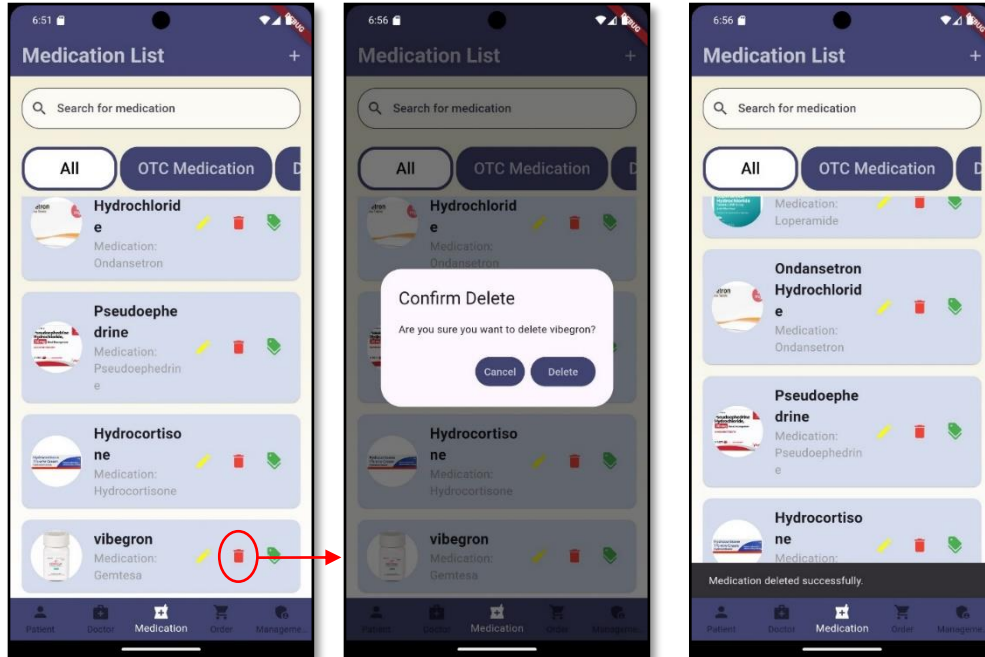 6:51
DEBUG
Medication List
+
Search for medication
All
OTC Medication
D
Hydrochlorid
e
Medication:
Ondansetron
Pseudoephe
drine
Medication:
Pseudoephedrin
e
Hydrocortiso
ne
Medication:
Hydrocortisone
vibegron
Medication:
Gemtesa
Patient
Doctor
Medication
Order
Manageme...
6:56
DEBUG
Medication List
+
Search for medication
All
OTC Medication
D
Hydrochlorid
e
Medication:
Ondansetron
Confirm Delete
Are you sure you want to delete vibegron?
Cancel
Delete
Hydrocortiso
ne
Medication:
Hydrocortisone
vibegron
Medication:
Gemtesa
Patient
Doctor
Medication
Order
Manageme...
6:56
DEBUG
Medication List
+
Search for medication
All
OTC Medication
D
Medication:
Loperamide
Ondansetron
Hydrochlorid
e
Medication:
Ondansetron
Pseudoephe
drine
Medication:
Pseudoephedrin
e
Hydrocortiso
ne
Medication:
Medication deleted successfully.
Patient
Doctor
Medication
Order
Manageme...